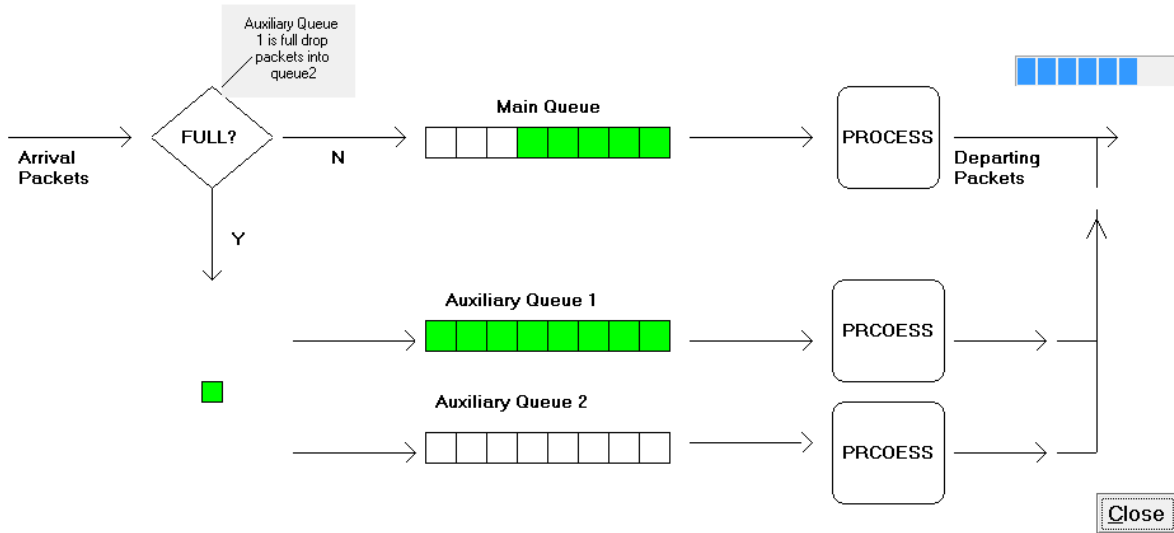 Auxiliary Queue
1 is full drop
packets into
queue2
FULL?
Main Queue
PROCESS
Arrival
Packets
N
Departing
Packets
Y
Auxiliary Queue 1
PRCOESS
Auxiliary Queue 2
PRCOESS
Close